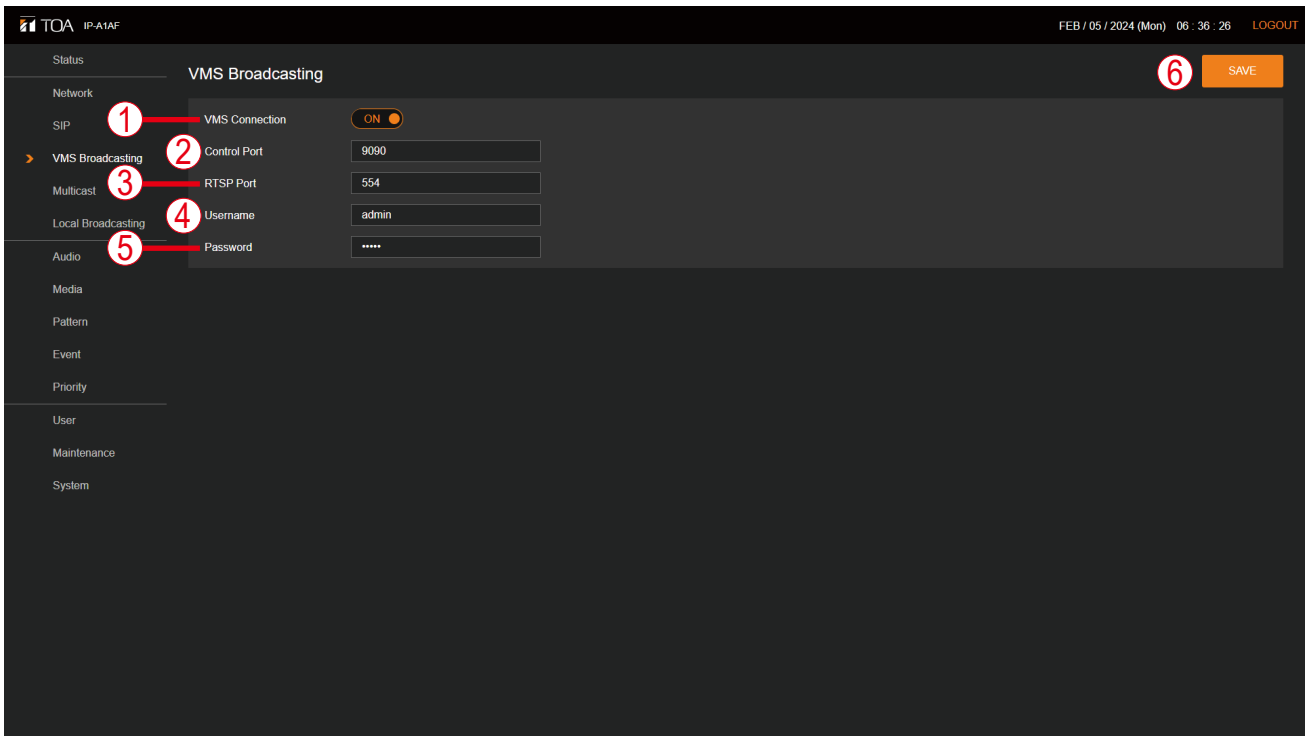 TOA IP-A1AF FEB / 05 / 2024 (Mon) 06 : 36 : 26 LOGOUT
Status
Network
SIP
VMS Broadcasting
Multicast
Local Broadcasting
Audio
Media
Pattern
Event
Priority
User
Maintenance
System
VMS Broadcasting
6 SAVE
1 VMS Connection ON
2 Control Port 9090
3 RTSP Port 554
4 Username admin
5 Password •••••